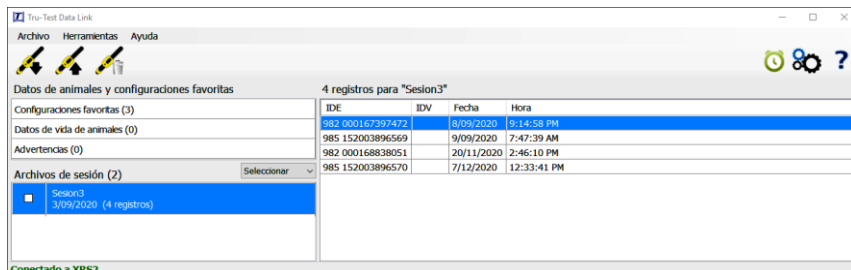 Tru-Test Data Link
Archivo Herramientas Ayuda
Datos de animales y configuraciones favoritas
Configuraciones favoritas (3)
Datos de vida de animales (0)
Advertencias (0)
Archivos de sesión (2) Seleccionar
Sesion3
3/09/2020 (4 registros)
4 registros para "Sesion3"
IDE IDV Fecha Hora
982 000167397472 8/09/2020 9:14:58 PM
985 152003896569 9/09/2020 7:47:39 AM
982 000168838051 20/11/2020 2:46:10 PM
985 152003896570 7/12/2020 12:33:41 PM
Conectado a XRS2